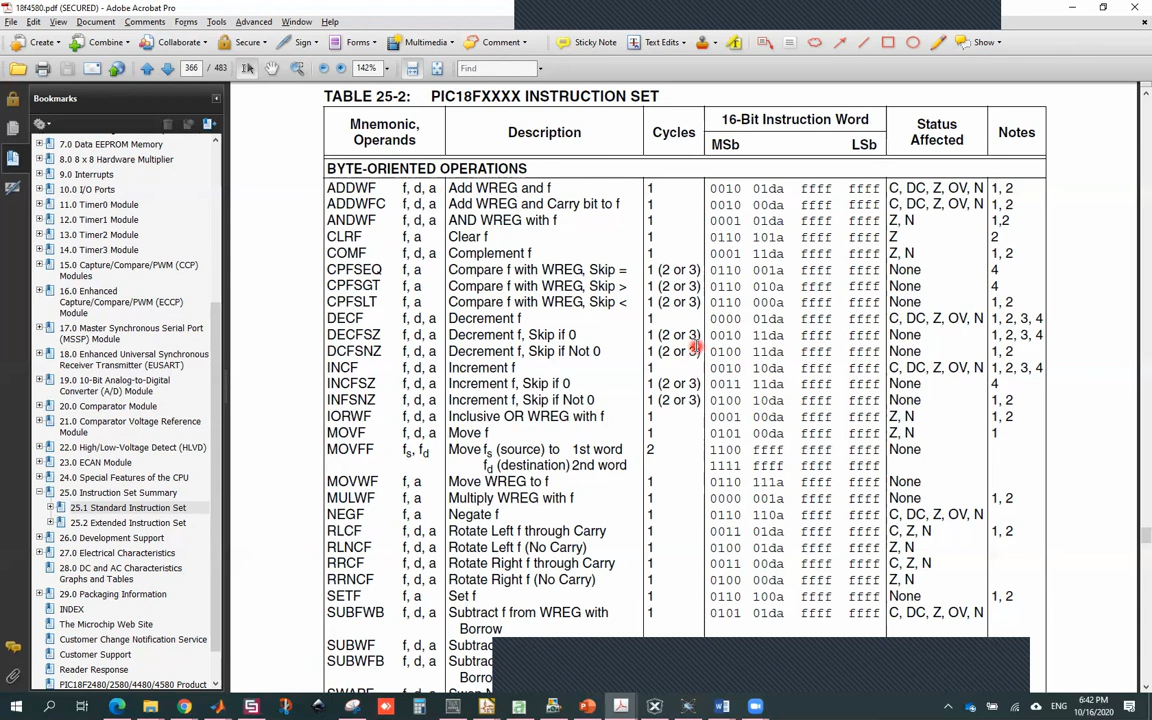 18f4580.pdf (SECURED) - Adobe Acrobat Pro
File Edit View Document Comments Forms Tools Advanced Window Help
Create Combine Collaborate Secure Sign Forms Multimedia Comment Sticky Note Text Edits Show
366 / 483 142% Find
Bookmarks
7.0 Data EEPROM Memory
8.0 8 x 8 Hardware Multiplier
9.0 Interrupts
10.0 I/O Ports
11.0 Timer0 Module
12.0 Timer1 Module
13.0 Timer2 Module
14.0 Timer3 Module
15.0 Capture/Compare/PWM (CCP)
Modules
16.0 Enhanced
Capture/Compare/PWM (ECCP)
Module
17.0 Master Synchronous Serial Port
(MSSP) Module
18.0 Enhanced Universal Synchronous
Receiver Transmitter (EUSART)
19.0 10-Bit Analog-to-Digital
Converter (A/D) Module
20.0 Comparator Module
21.0 Comparator Voltage Reference
Module
22.0 High/Low-Voltage Detect (HLVD)
23.0 ECAN Module
24.0 Special Features of the CPU
25.0 Instruction Set Summary
25.1 Standard Instruction Set
25.2 Extended Instruction Set
26.0 Development Support
27.0 Electrical Characteristics
28.0 DC and AC Characteristics
Graphs and Tables
29.0 Packaging Information
INDEX
The Microchip Web Site
Customer Change Notification Service
Customer Support
Reader Response
PIC18F2480/2580/4480/4580 Product
TABLE 25-2: PIC18FXXXX INSTRUCTION SET
Mnemonic, Operands Description Cycles 16-Bit Instruction Word MSb LSb Status Affected Notes
BYTE-ORIENTED OPERATIONS
ADDWF f, d, a Add WREG and f 1 0010 01da ffff ffff C, DC, Z, OV, N 1, 2
ADDWFC f, d, a Add WREG and Carry bit to f 1 0010 00da ffff ffff C, DC, Z, OV, N 1, 2
ANDWF f, d, a AND WREG with f 1 0001 01da ffff ffff Z, N 1,2
CLRF f, a Clear f 1 0110 101a ffff ffff Z 2
COMF f, d, a Complement f 1 0001 11da ffff ffff Z, N 1, 2
CPFSEQ f, a Compare f with WREG, Skip = 1 (2 or 3) 0110 001a ffff ffff None 4
CPFSGT f, a Compare f with WREG, Skip > 1 (2 or 3) 0110 010a ffff ffff None 4
CPFSLT f, a Compare f with WREG, Skip < 1 (2 or 3) 0110 000a ffff ffff None 1, 2
DECF f, d, a Decrement f 1 0000 01da ffff ffff C, DC, Z, OV, N 1, 2, 3, 4
DECFSZ f, d, a Decrement f, Skip if 0 1 (2 or 3) 0010 11da ffff ffff None 1, 2, 3, 4
DCFSNZ f, d, a Decrement f, Skip if Not 0 1 (2 or 3) 0100 11da ffff ffff None 1, 2
INCF f, d, a Increment f 1 0010 10da ffff ffff C, DC, Z, OV, N 1, 2, 3, 4
INCFSZ f, d, a Increment f, Skip if 0 1 (2 or 3) 0011 11da ffff ffff None 4
INFSNZ f, d, a Increment f, Skip if Not 0 1 (2 or 3) 0100 10da ffff ffff None 1, 2
IORWF f, d, a Inclusive OR WREG with f 1 0001 00da ffff ffff Z, N 1, 2
MOVF f, d, a Move f 1 0101 00da ffff ffff Z, N 1
MOVFF fs, fd Move fs (source) to 1st word 2 1100 ffff ffff ffff None
fd (destination) 2nd word 1111 ffff ffff ffff
MOVWF f, a Move WREG to f 1 0110 111a ffff ffff None
MULWF f, a Multiply WREG with f 1 0000 001a ffff ffff None 1, 2
NEGF f, a Negate f 1 0110 110a ffff ffff C, DC, Z, OV, N
RLCF f, d, a Rotate Left f through Carry 1 0011 01da ffff ffff C, Z, N 1, 2
RLNCF f, d, a Rotate Left f (No Carry) 1 0100 01da ffff ffff Z, N
RRCF f, d, a Rotate Right f through Carry 1 0011 00da ffff ffff C, Z, N
RRNCF f, d, a Rotate Right f (No Carry) 1 0100 00da ffff ffff Z, N
SETF f, a Set f 1 0110 100a ffff ffff None 1, 2
SUBFWB f, d, a Subtract f from WREG with 1 0101 01da ffff ffff C, DC, Z, OV, N
Borrow
SUBWF f, d, a
SUBWFB f, d, a
ENG 6:42 PM
10/16/2020